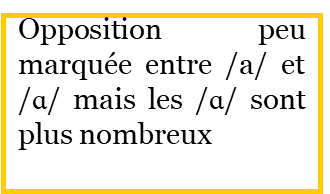 Opposition peu
marquée entre /a/ et
/ɑ/ mais les /ɑ/ sont
plus nombreux